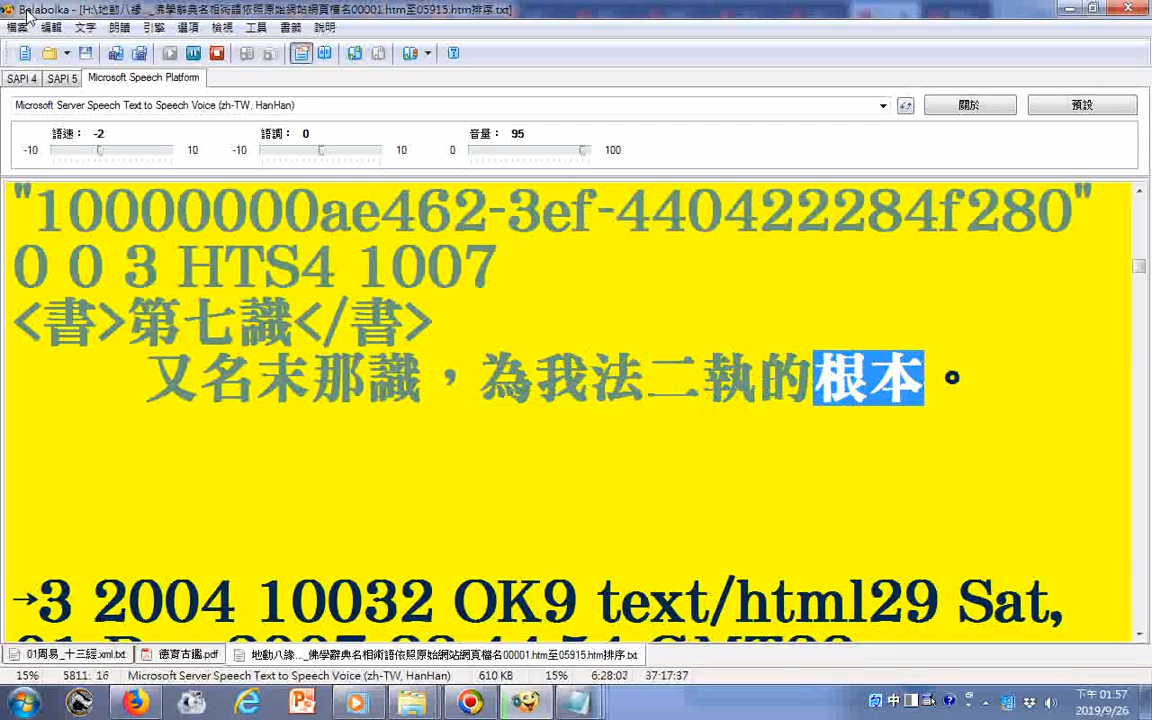 Balabolka - [H:\地動八緣..._佛學辭典名相術語依照原始網站網頁檔名00001.htm至05915.htm排序.txt]
檔案 編輯 文字 朗讀 引擎 選項 檢視 工具 書籤 說明
SAPI 4 SAPI 5 Microsoft Speech Platform
Microsoft Server Speech Text to Speech Voice (zh-TW, HanHan) 關於 預設
語速： -2 語調： 0 音量： 95
-10 10 -10 10 0 100
"10000000ae462-3ef-440422284f280"
0 0 3 HTS4 1007
<書>第七識</書>
又名末那識，為我法二執的根本。
→3 2004 10032 OK9 text/html29 Sat,
01周易_十三經.xml.txt 德育古鑑.pdf 地動八緣..._佛學辭典名相術語依照原始網站網頁檔名00001.htm至05915.htm排序.txt
15% 5811: 16 Microsoft Server Speech Text to Speech Voice (zh-TW, HanHan) 610 KB 15% 6:28:02 37:17:37
中 下午 01:57
2019/9/26